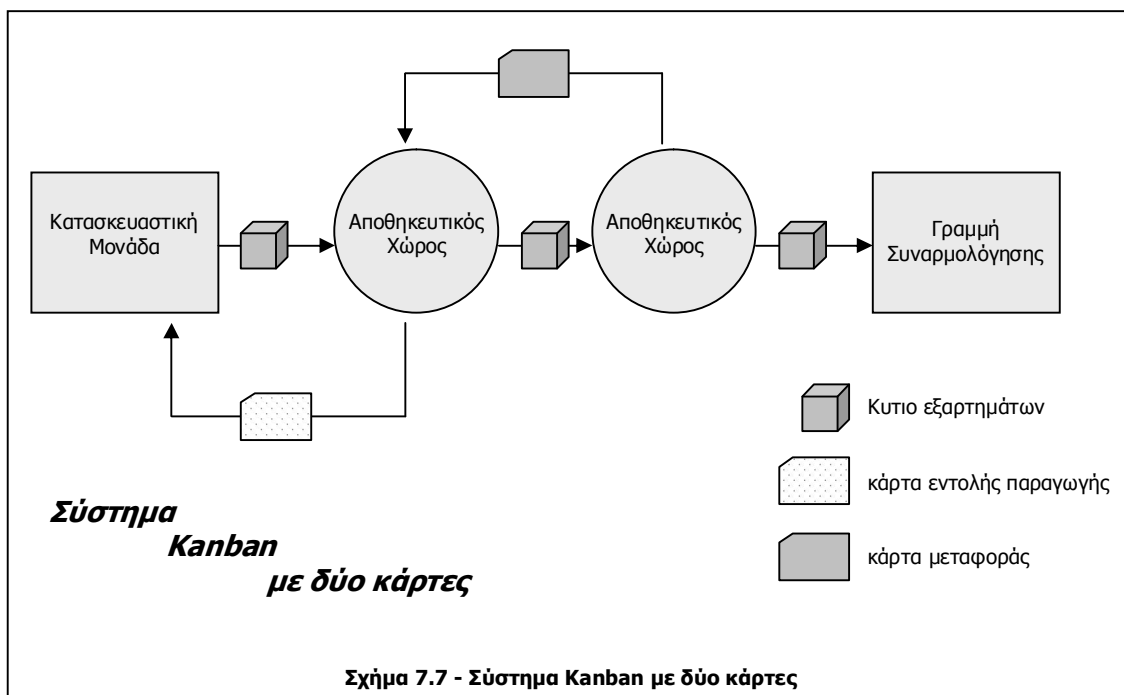 Κατασκευαστική
Μονάδα
Αποθηκευτικός
Χώρος
Αποθηκευτικός
Χώρος
Γραμμή
Συναρμολόγησης
Κυτιο εξαρτημάτων
κάρτα εντολής παραγωγής
κάρτα μεταφοράς
Σύστημα
Kanban
με δύο κάρτες
Σχήμα 7.7 - Σύστημα Kanban με δύο κάρτες